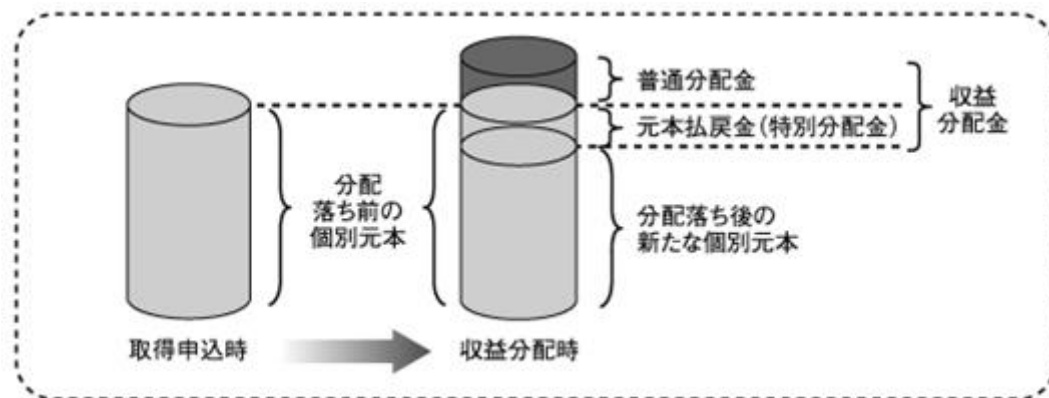 普通分配金
収益
分配金
元本払戻金(特別分配金)
分配
落ち前の
個別元本
分配落ち後の
新たな個別元本
取得申込時
収益分配時